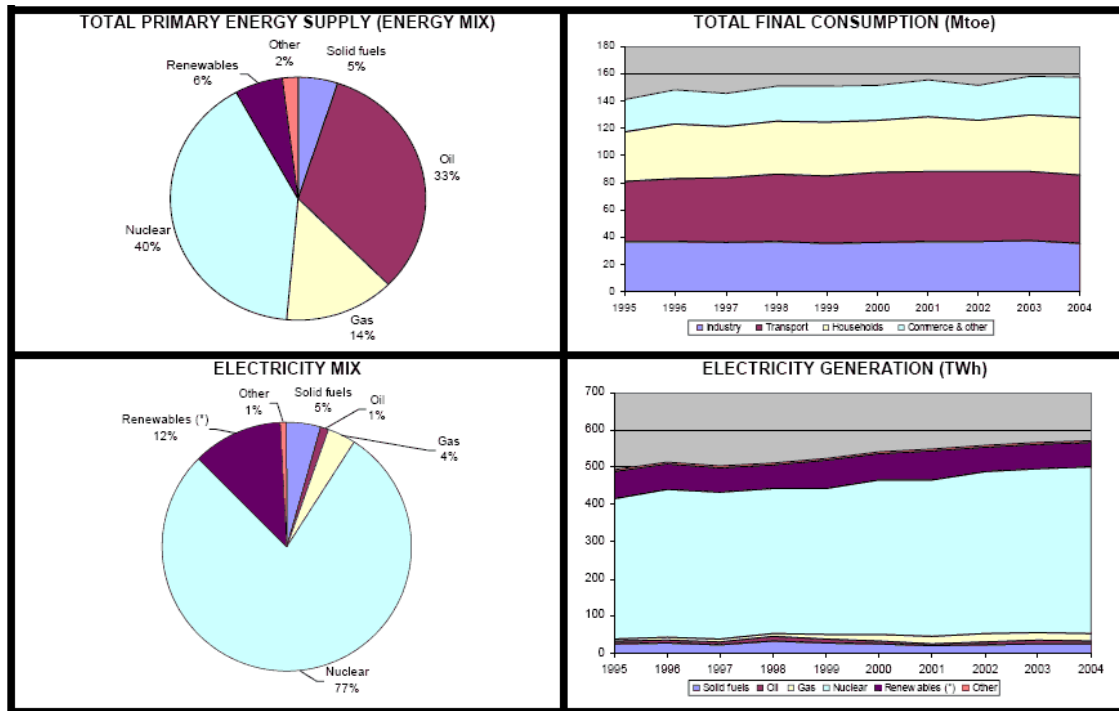 TOTAL PRIMARY ENERGY SUPPLY (ENERGY MIX)
Other
2%
Solid fuels
5%
Renewables
6%
Oil
33%
Nuclear
40%
Gas
14%
TOTAL FINAL CONSUMPTION (Mtoe)
180
160
140
120
100
80
60
40
20
0
1995 1996 1997 1998 1999 2000 2001 2002 2003 2004
Industry Transport Households Commerce & other
ELECTRICITY MIX
Other
1%
Solid fuels
5%
Oil
1%
Renewables (*)
12%
Gas
4%
Nuclear
77%
ELECTRICITY GENERATION (TWh)
700
600
500
400
300
200
100
0
1995 1996 1997 1998 1999 2000 2001 2002 2003 2004
Solid fuels Oil Gas Nuclear Renewables (*) Other